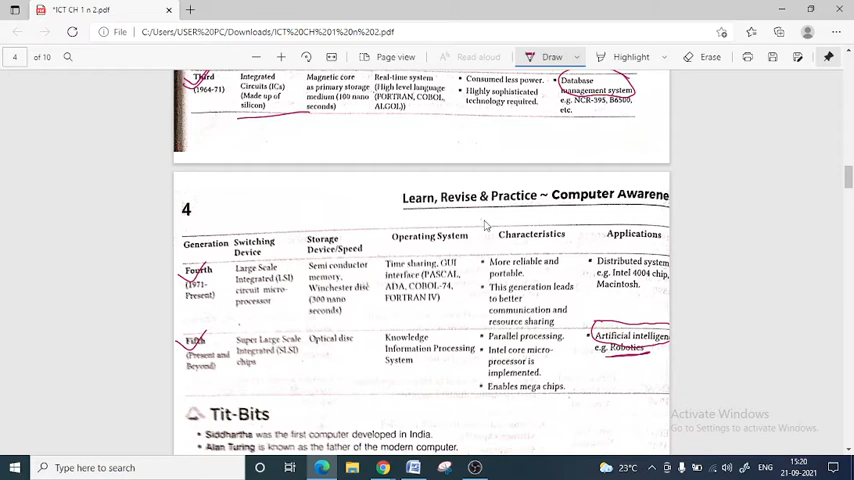 *ICT CH 1 n 2.pdf
File
C:/Users/USER%20PC/Downloads/ICT%20CH%201%20n%202.pdf
4 of 10
Page view
Read aloud
Draw
Highlight
Erase
Third
(1964-71)
Integrated
Circuits (ICs)
(Made up of
silicon)
Magnetic core
as primary storage
medium (100 nano
seconds)
Real-time system
(High level language
(FORTRAN, COBOL,
ALGOL))
• Consumed less power.
• Highly sophisticated
technology required.
Database
management system
e.g. NCR-395, B6500,
etc.
4
Learn, Revise & Practice ~ Computer Awarene
Generation
Switching
Device
Storage
Device/Speed
Operating System
Characteristics
Applications
Fourth
(1971-
Present)
Large Scale
Integrated (LSI)
circuit micro-
processor
Semi conductor
memory,
Winchester disc
(300 nano
seconds)
Time sharing, GUI
interface (PASCAL,
ADA, COBOL-74,
FORTRAN IV)
• More reliable and
portable.
• This generation leads
to better
communication and
resource sharing
• Distributed system
e.g. Intel 4004 chip,
Macintosh.
Fifth
(Present and
Beyond)
Super Large Scale
Integrated (SLSI)
chips
Optical disc
Knowledge
Information Processing
System
• Parallel processing.
• Intel core micro-
processor is
implemented.
• Enables mega chips.
• Artificial intelligen
e.g. Robotics
Tit-Bits
• Siddhartha was the first computer developed in India.
• Alan Turing is known as the father of the modern computer.
Activate Windows
Go to Settings to activate Windows.
Type here to search
23°C
ENG
15:20
21-09-2021